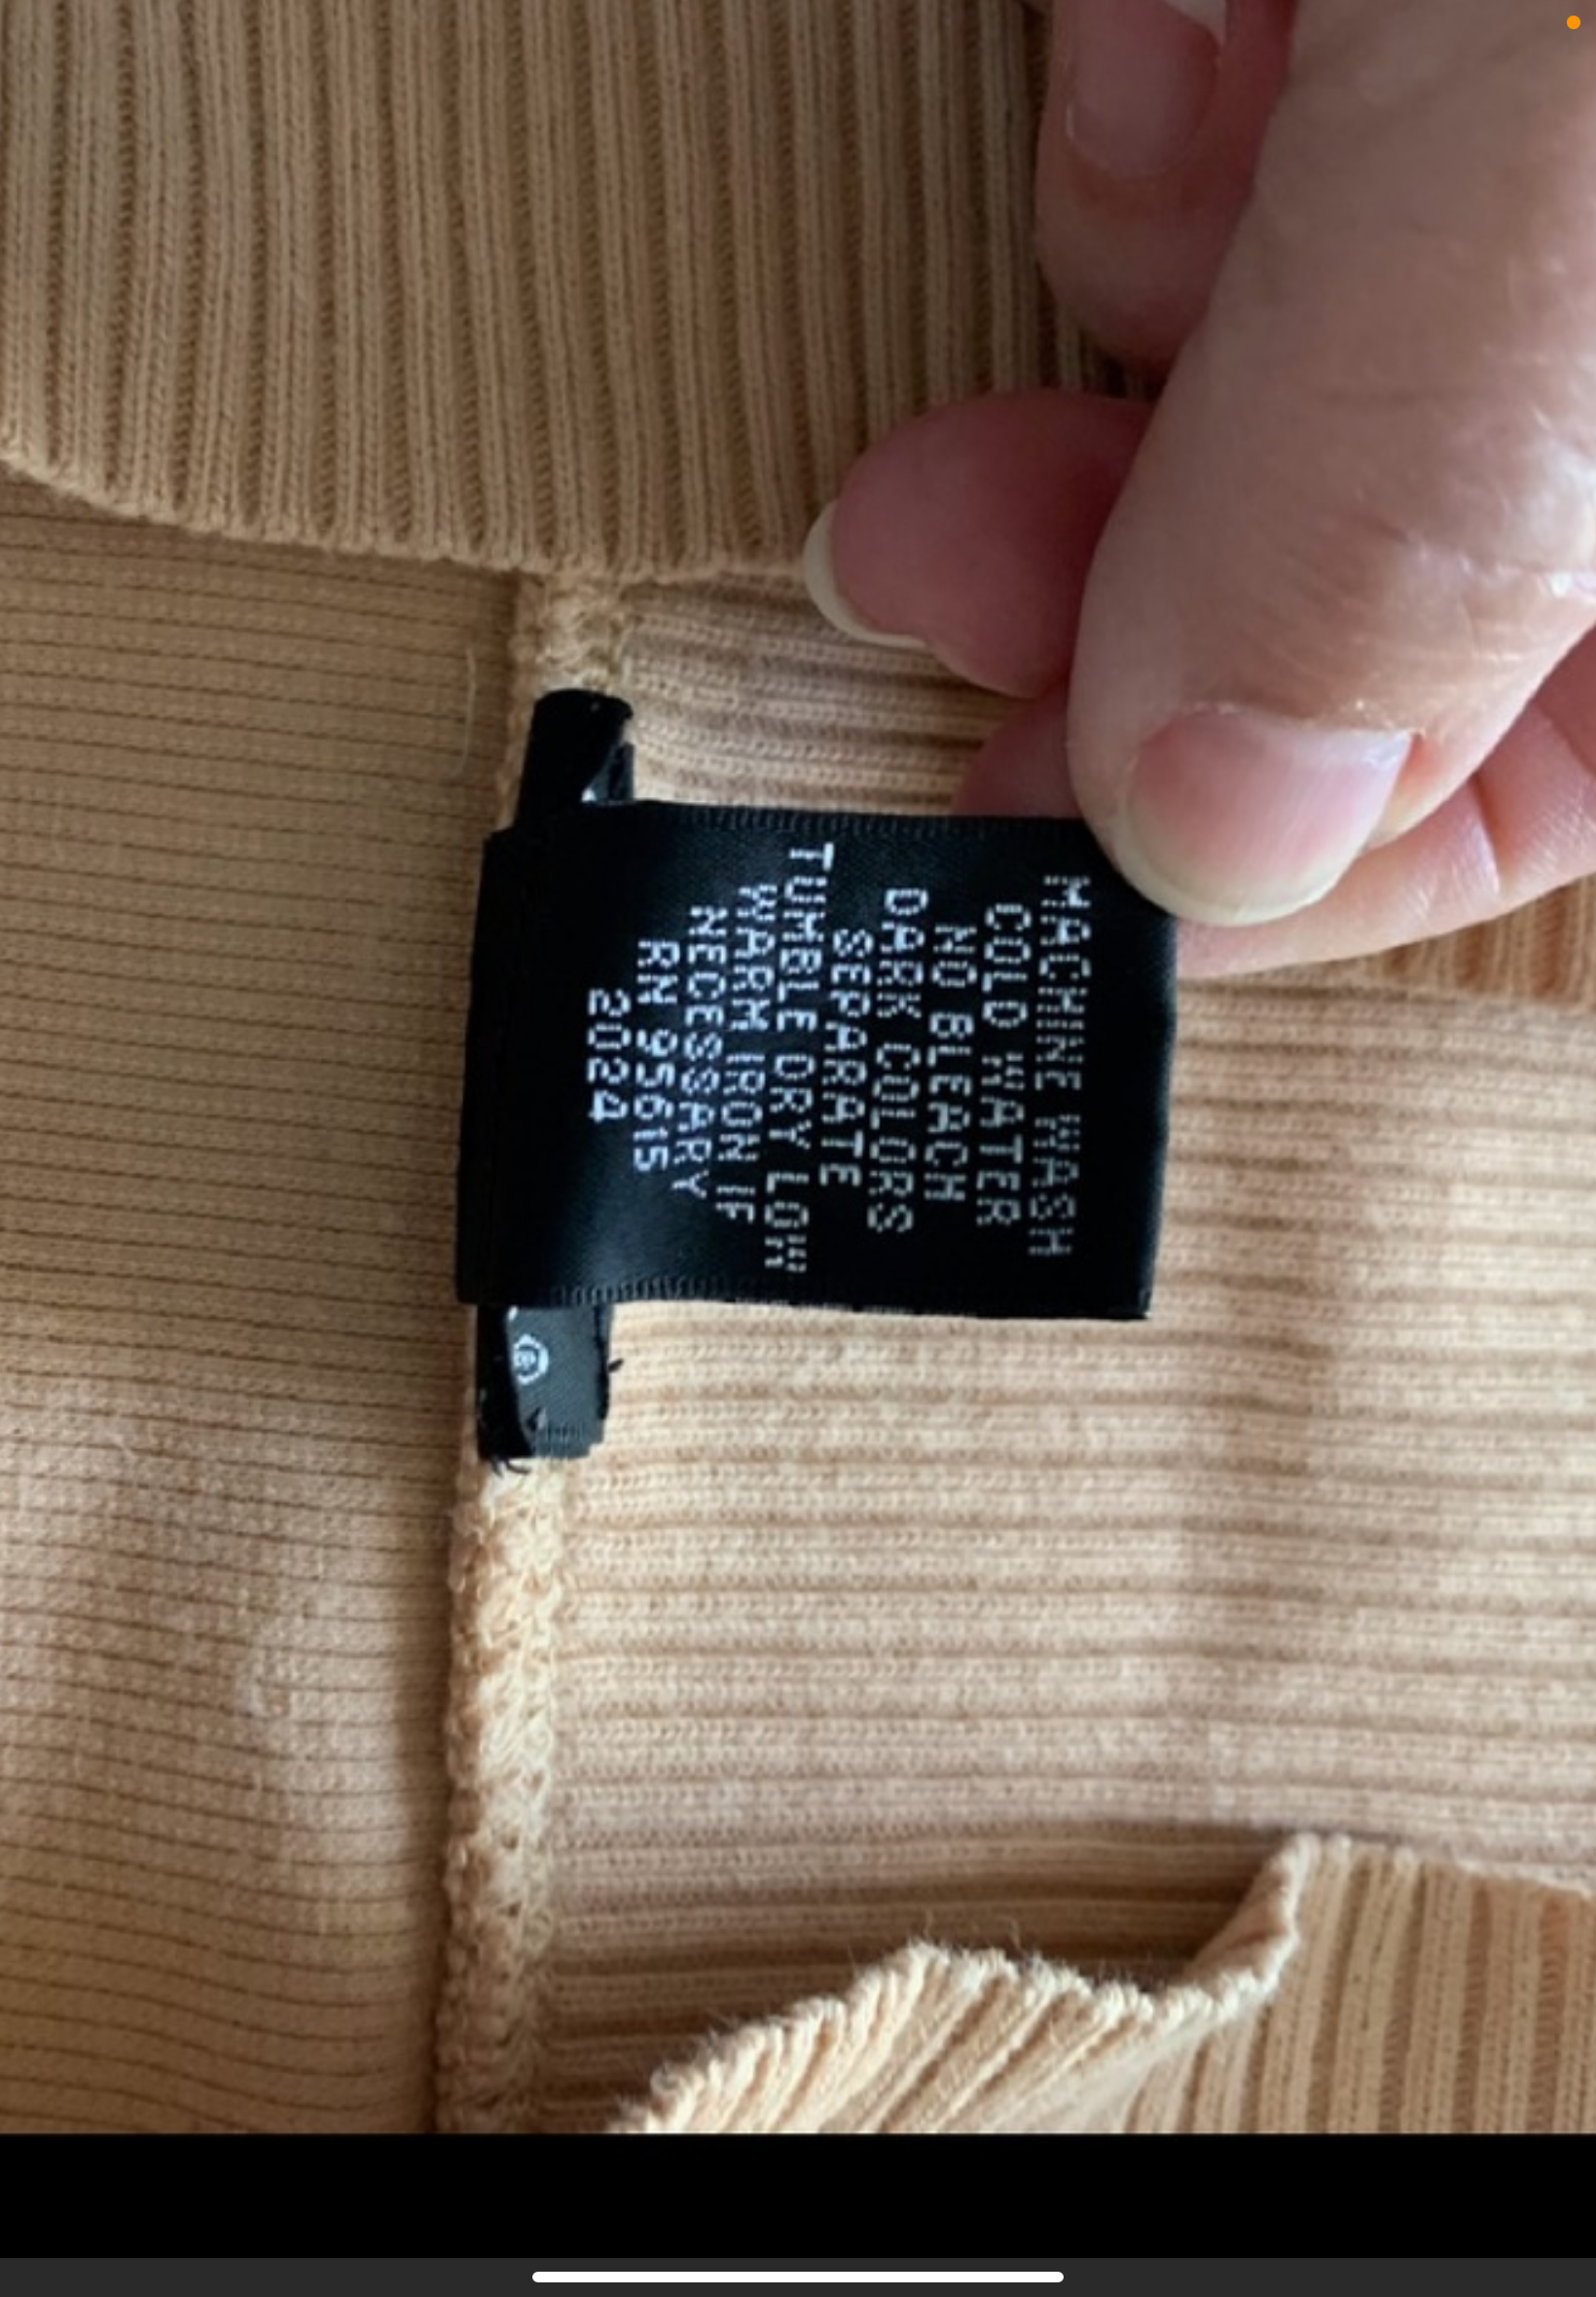 MACHINE WASH
COLD WATER
NO BLEACH
DARK COLORS
SEPARATE
TUMBLE DRY LOW
WARM IRON IF
NECESSARY
RN 95615
2024
®